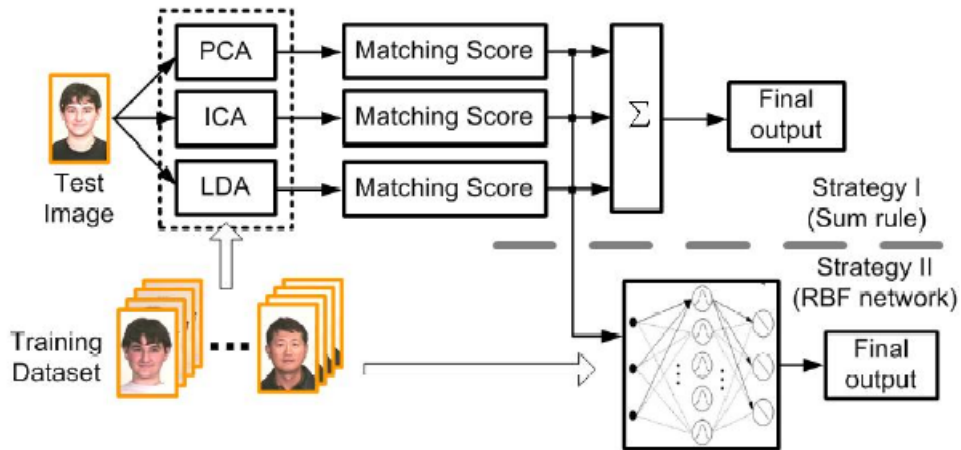 PCA
Matching Score
ICA
Matching Score
Σ
Final
output
LDA
Matching Score
Test
Image
Strategy I
(Sum rule)
Strategy II
(RBF network)
Training
Dataset
Final
output